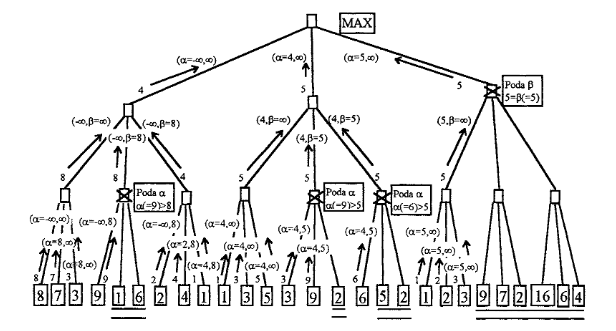 MAX
(α=-∞,∞)
(α=4,∞)
(α=5,∞)
4
5
5
Poda β
5=β(=5)
(-∞,β=∞)
(-∞,β=8)
(-∞,β=8)
(4,β=∞)
(4,β=5)
(4,β=5)
(5,β=∞)
8
8
4
5
5
5
5
Poda α
α(=9)>8
Poda α
α(=9)>5
Poda α
α(=6)>5
(α=-∞,∞)
(α=-∞,8)
(α=-∞,8)
(α=4,∞)
(α=4,5)
(α=4,5)
(α=5,∞)
(α=8,∞)
(α=2,8)
(α=4,∞)
(α=4,5)
(α=5,∞)
(α=8,∞)
(α=4,8)
(α=4,∞)
(α=5,∞)
8 7 3 9 2 4 1 1 3 5 3 9 6 1 2 3
8 7 3 9 1 6 2 4 1 1 3 5 3 9 2 6 5 2 1 2 3 9 7 2 16 6 4